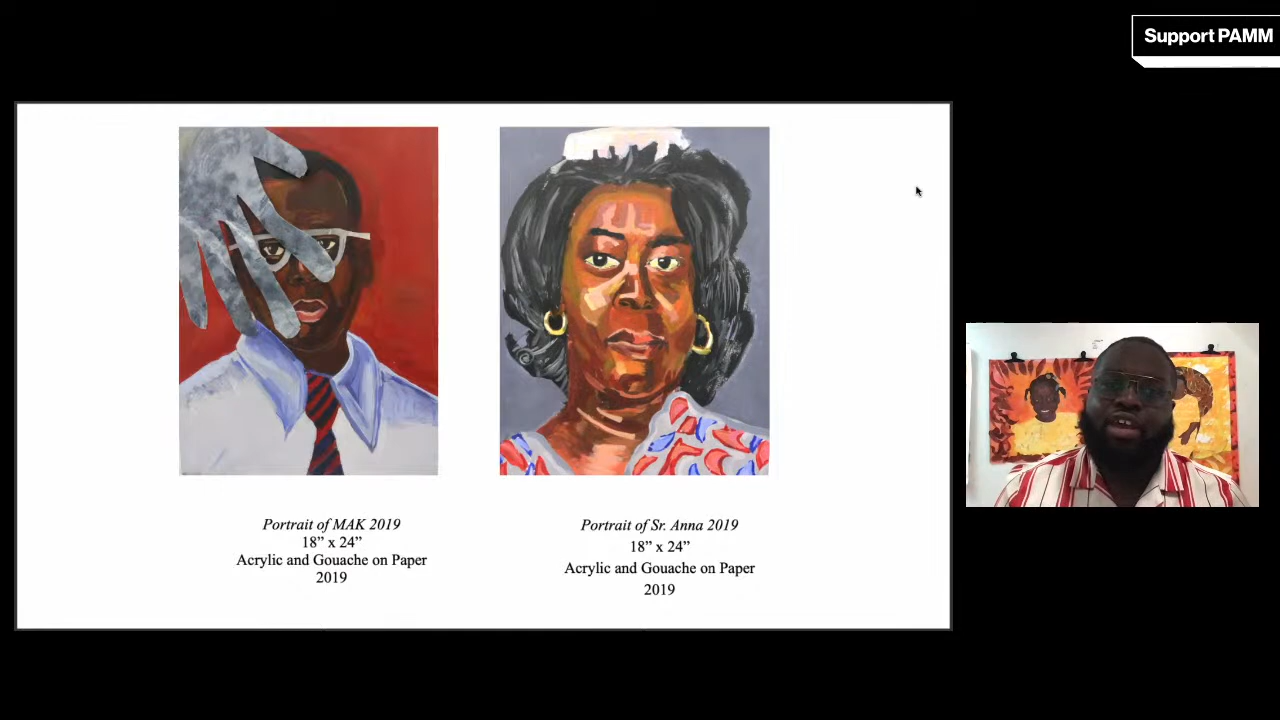 Support PAMM
Portrait of MAK 2019
18” x 24”
Acrylic and Gouache on Paper
2019
Portrait of Sr. Anna 2019
18” x 24”
Acrylic and Gouache on Paper
2019